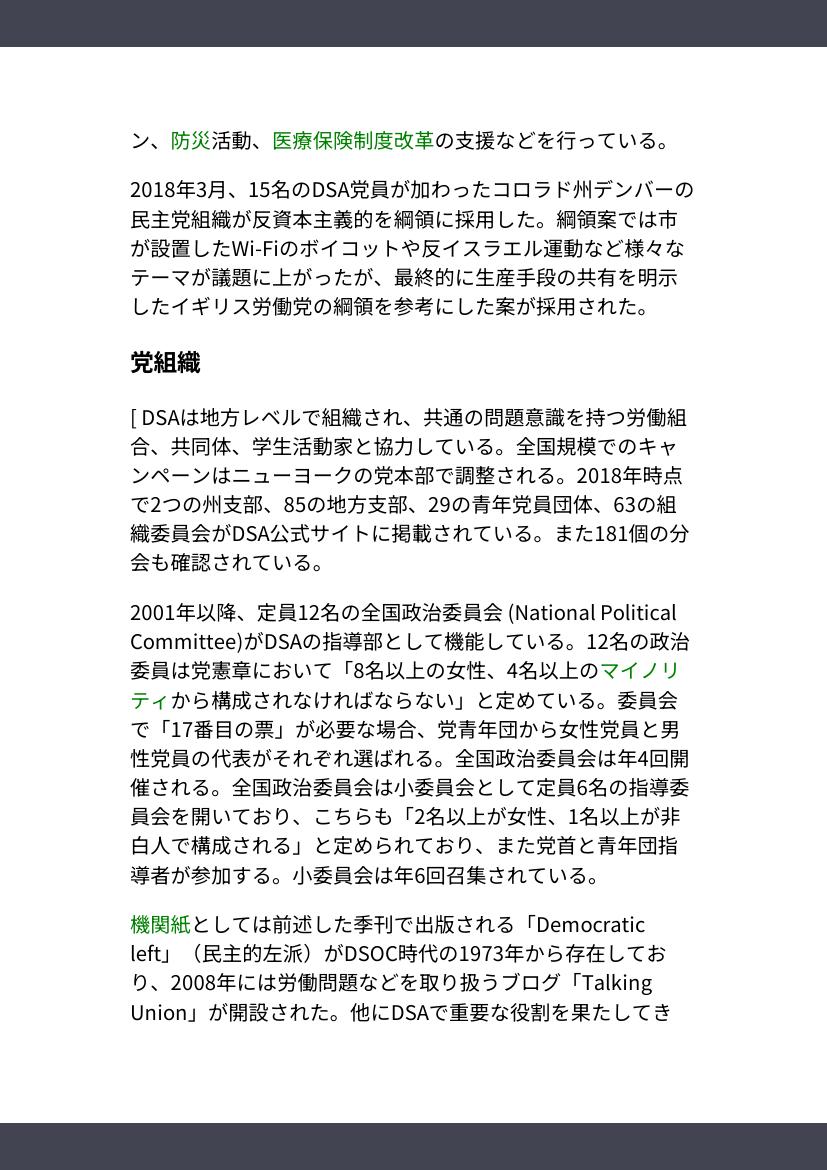 ン、防災活動、医療保険制度改革の支援などを行っている。
2018年3月、15名のDSA党員が加わったコロラド州デンバーの
民主党組織が反資本主義的を綱領に採用した。綱領案では市
が設置したWi-Fiのボイコットや反イスラエル運動など様々な
テーマが議題に上がったが、最終的に生産手段の共有を明示
したイギリス労働党の綱領を参考にした案が採用された。
党組織
[ DSAは地方レベルで組織され、共通の問題意識を持つ労働組
合、共同体、学生活動家と協力している。全国規模でのキャ
ンペーンはニューヨークの党本部で調整される。2018年時点
で2つの州支部、85の地方支部、29の青年党員団体、63の組
織委員会がDSA公式サイトに掲載されている。また181個の分
会も確認されている。
2001年以降、定員12名の全国政治委員会 (National Political
Committee)がDSAの指導部として機能している。12名の政治
委員は党憲章において「8名以上の女性、4名以上のマイノリ
ティから構成されなければならない」と定めている。委員会
で「17番目の票」が必要な場合、党青年団から女性党員と男
性党員の代表がそれぞれ選ばれる。全国政治委員会は年4回開
催される。全国政治委員会は小委員会として定員6名の指導委
員会を開いており、こちらも「2名以上が女性、1名以上が非
白人で構成される」と定められており、また党首と青年団指
導者が参加する。小委員会は年6回召集されている。
機関紙としては前述した季刊で出版される「Democratic
left」（民主的左派）がDSOC時代の1973年から存在してお
り、2008年には労働問題などを取り扱うブログ「Talking
Union」が開設された。他にDSAで重要な役割を果たしてき